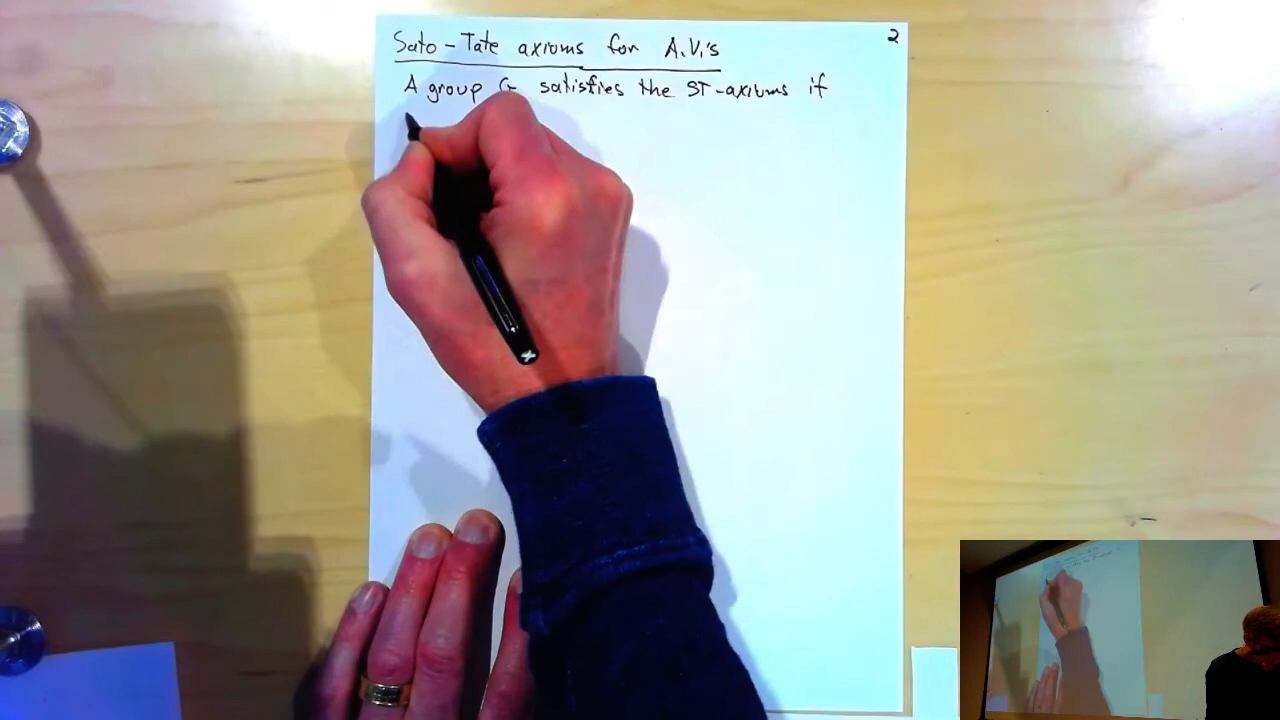 2
Sato-Tate axioms for A.V.'s
A group G satisfies the ST-axioms if